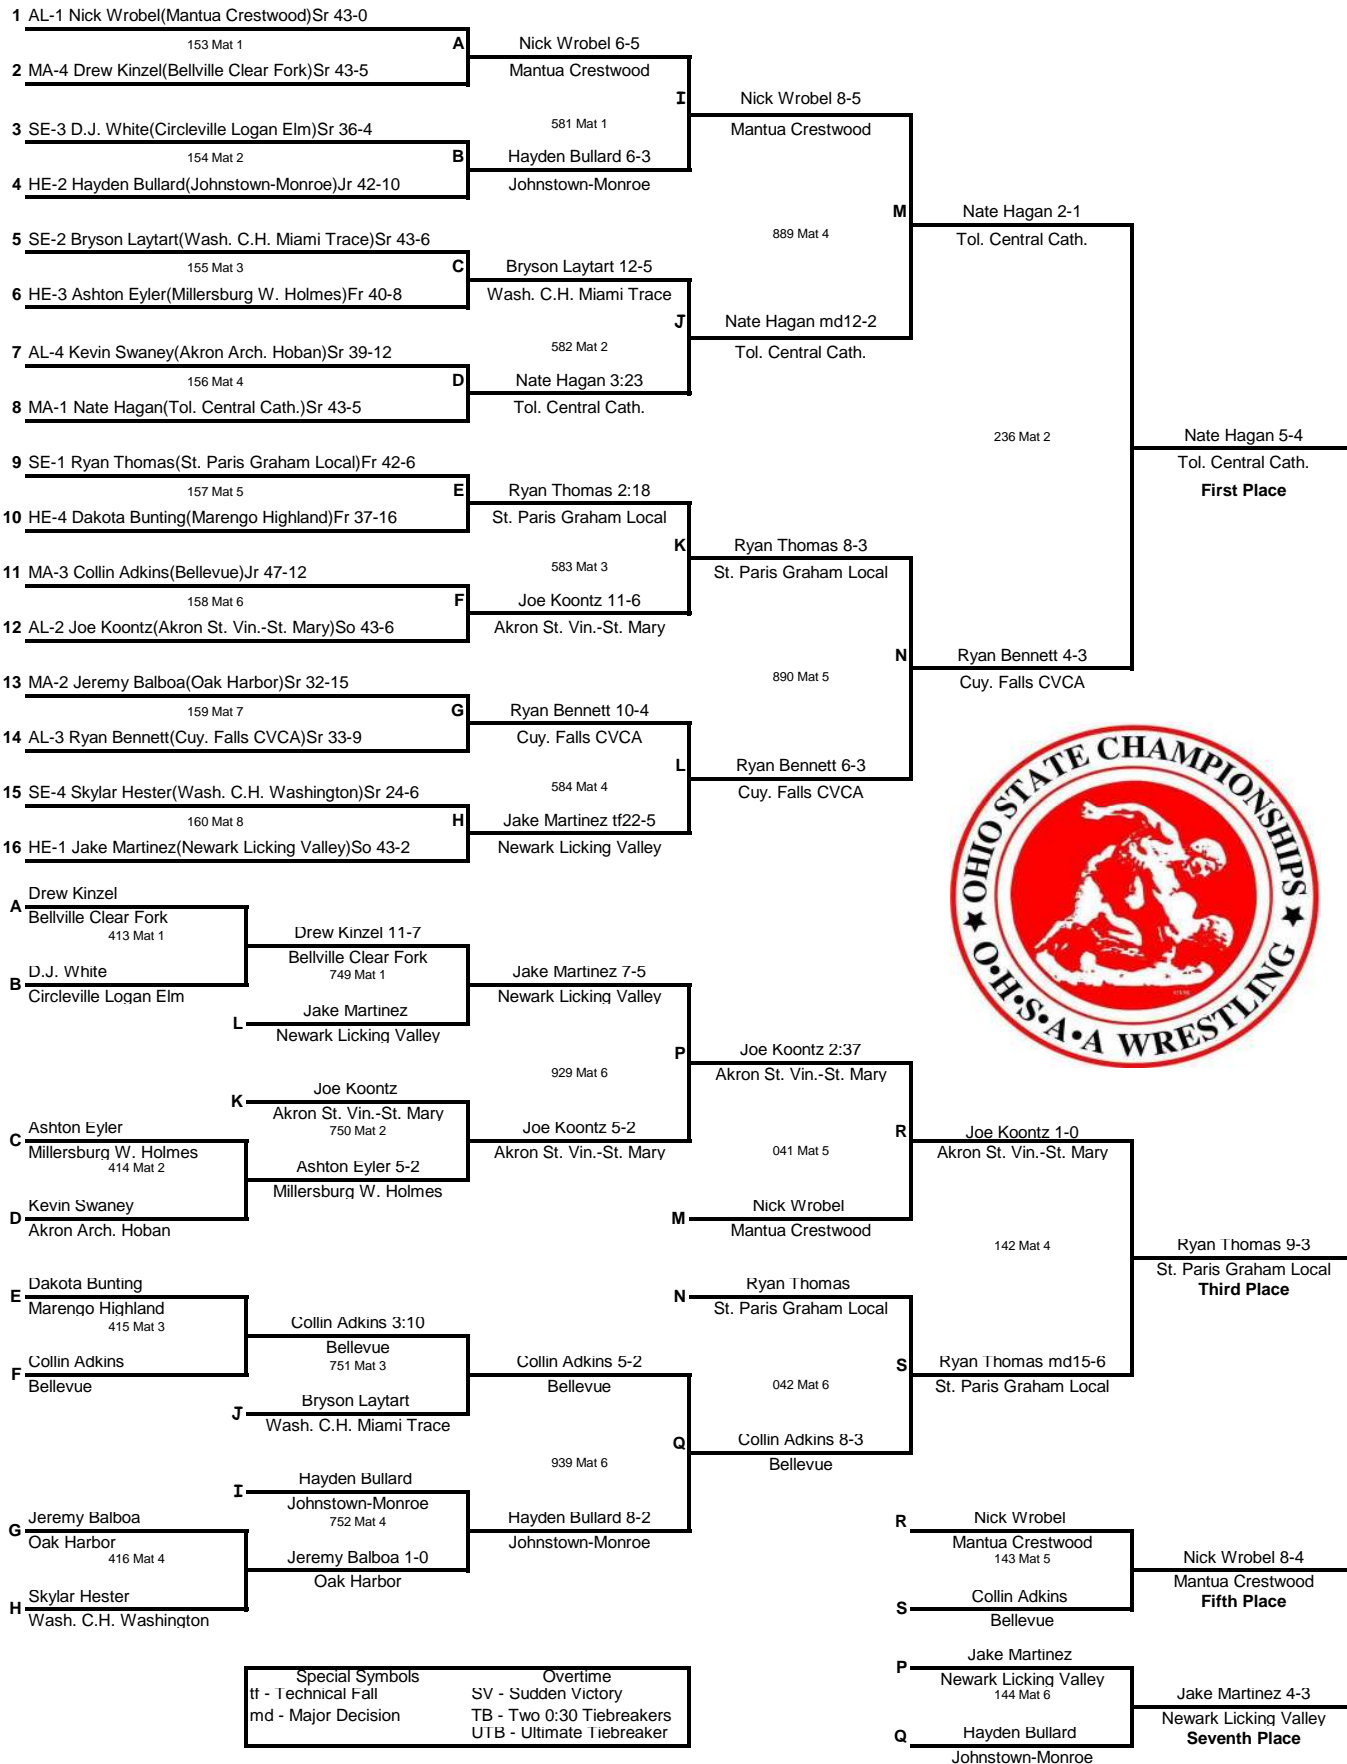 1 AL-1 Nick Wrobel(Mantua Crestwood)Sr 43-0
153 Mat 1
A
2 MA-4 Drew Kinzel(Bellville Clear Fork)Sr 43-5
Nick Wrobel 6-5
Mantua Crestwood
3 SE-3 D.J. White(Circleville Logan Elm)Sr 36-4
154 Mat 2
B
4 HE-2 Hayden Bullard(Johnstown-Monroe)Jr 42-10
Hayden Bullard 6-3
Johnstown-Monroe
581 Mat 1
I
Nick Wrobel 8-5
Mantua Crestwood
5 SE-2 Bryson Laytart(Wash. C.H. Miami Trace)Sr 43-6
155 Mat 3
C
6 HE-3 Ashton Eyler(Millersburg W. Holmes)Fr 40-8
Bryson Laytart 12-5
Wash. C.H. Miami Trace
7 AL-4 Kevin Swaney(Akron Arch. Hoban)Sr 39-12
156 Mat 4
D
8 MA-1 Nate Hagan(Tol. Central Cath.)Sr 43-5
Nate Hagan 3:23
Tol. Central Cath.
582 Mat 2
J
Nate Hagan md12-2
Tol. Central Cath.
889 Mat 4
M
Nate Hagan 2-1
Tol. Central Cath.
9 SE-1 Ryan Thomas(St. Paris Graham Local)Fr 42-6
157 Mat 5
E
10 HE-4 Dakota Bunting(Marengo Highland)Fr 37-16
Ryan Thomas 2:18
St. Paris Graham Local
11 MA-3 Collin Adkins(Bellevue)Jr 47-12
158 Mat 6
F
12 AL-2 Joe Koontz(Akron St. Vin.-St. Mary)So 43-6
Joe Koontz 11-6
Akron St. Vin.-St. Mary
583 Mat 3
K
Ryan Thomas 8-3
St. Paris Graham Local
13 MA-2 Jeremy Balboa(Oak Harbor)Sr 32-15
159 Mat 7
G
14 AL-3 Ryan Bennett(Cuy. Falls CVCA)Sr 33-9
Ryan Bennett 10-4
Cuy. Falls CVCA
15 SE-4 Skylar Hester(Wash. C.H. Washington)Sr 24-6
160 Mat 8
H
16 HE-1 Jake Martinez(Newark Licking Valley)So 43-2
Jake Martinez tf22-5
Newark Licking Valley
584 Mat 4
L
Ryan Bennett 6-3
Cuy. Falls CVCA
890 Mat 5
N
Ryan Bennett 4-3
Cuy. Falls CVCA
236 Mat 2
Nate Hagan 5-4
Tol. Central Cath.
First Place
OHIO STATE CHAMPIONSHIPS
O•H•S•A•A WRESTLING
A Drew Kinzel
Bellville Clear Fork
413 Mat 1
B D.J. White
Circleville Logan Elm
Drew Kinzel 11-7
Bellville Clear Fork
749 Mat 1
L Jake Martinez
Newark Licking Valley
Jake Martinez 7-5
Newark Licking Valley
K Joe Koontz
Akron St. Vin.-St. Mary
750 Mat 2
C Ashton Eyler
Millersburg W. Holmes
414 Mat 2
D Kevin Swaney
Akron Arch. Hoban
Ashton Eyler 5-2
Millersburg W. Holmes
Joe Koontz 5-2
Akron St. Vin.-St. Mary
929 Mat 6
P
Joe Koontz 2:37
Akron St. Vin.-St. Mary
041 Mat 5
R
M Nick Wrobel
Mantua Crestwood
Joe Koontz 1-0
Akron St. Vin.-St. Mary
E Dakota Bunting
Marengo Highland
415 Mat 3
F Collin Adkins
Bellevue
Collin Adkins 3:10
Bellevue
751 Mat 3
J Bryson Laytart
Wash. C.H. Miami Trace
Collin Adkins 5-2
Bellevue
I Hayden Bullard
Johnstown-Monroe
752 Mat 4
G Jeremy Balboa
Oak Harbor
416 Mat 4
H Skylar Hester
Wash. C.H. Washington
Jeremy Balboa 1-0
Oak Harbor
Hayden Bullard 8-2
Johnstown-Monroe
939 Mat 6
Q
Collin Adkins 8-3
Bellevue
N Ryan Thomas
St. Paris Graham Local
042 Mat 6
S
Ryan Thomas md15-6
St. Paris Graham Local
142 Mat 4
Ryan Thomas 9-3
St. Paris Graham Local
Third Place
R Nick Wrobel
Mantua Crestwood
143 Mat 5
S Collin Adkins
Bellevue
Nick Wrobel 8-4
Mantua Crestwood
Fifth Place
P Jake Martinez
Newark Licking Valley
144 Mat 6
Q Hayden Bullard
Johnstown-Monroe
Jake Martinez 4-3
Newark Licking Valley
Seventh Place
Special Symbols Overtime
tf - Technical Fall SV - Sudden Victory
md - Major Decision TB - Two 0:30 Tiebreakers
UTB - Ultimate Tiebreaker